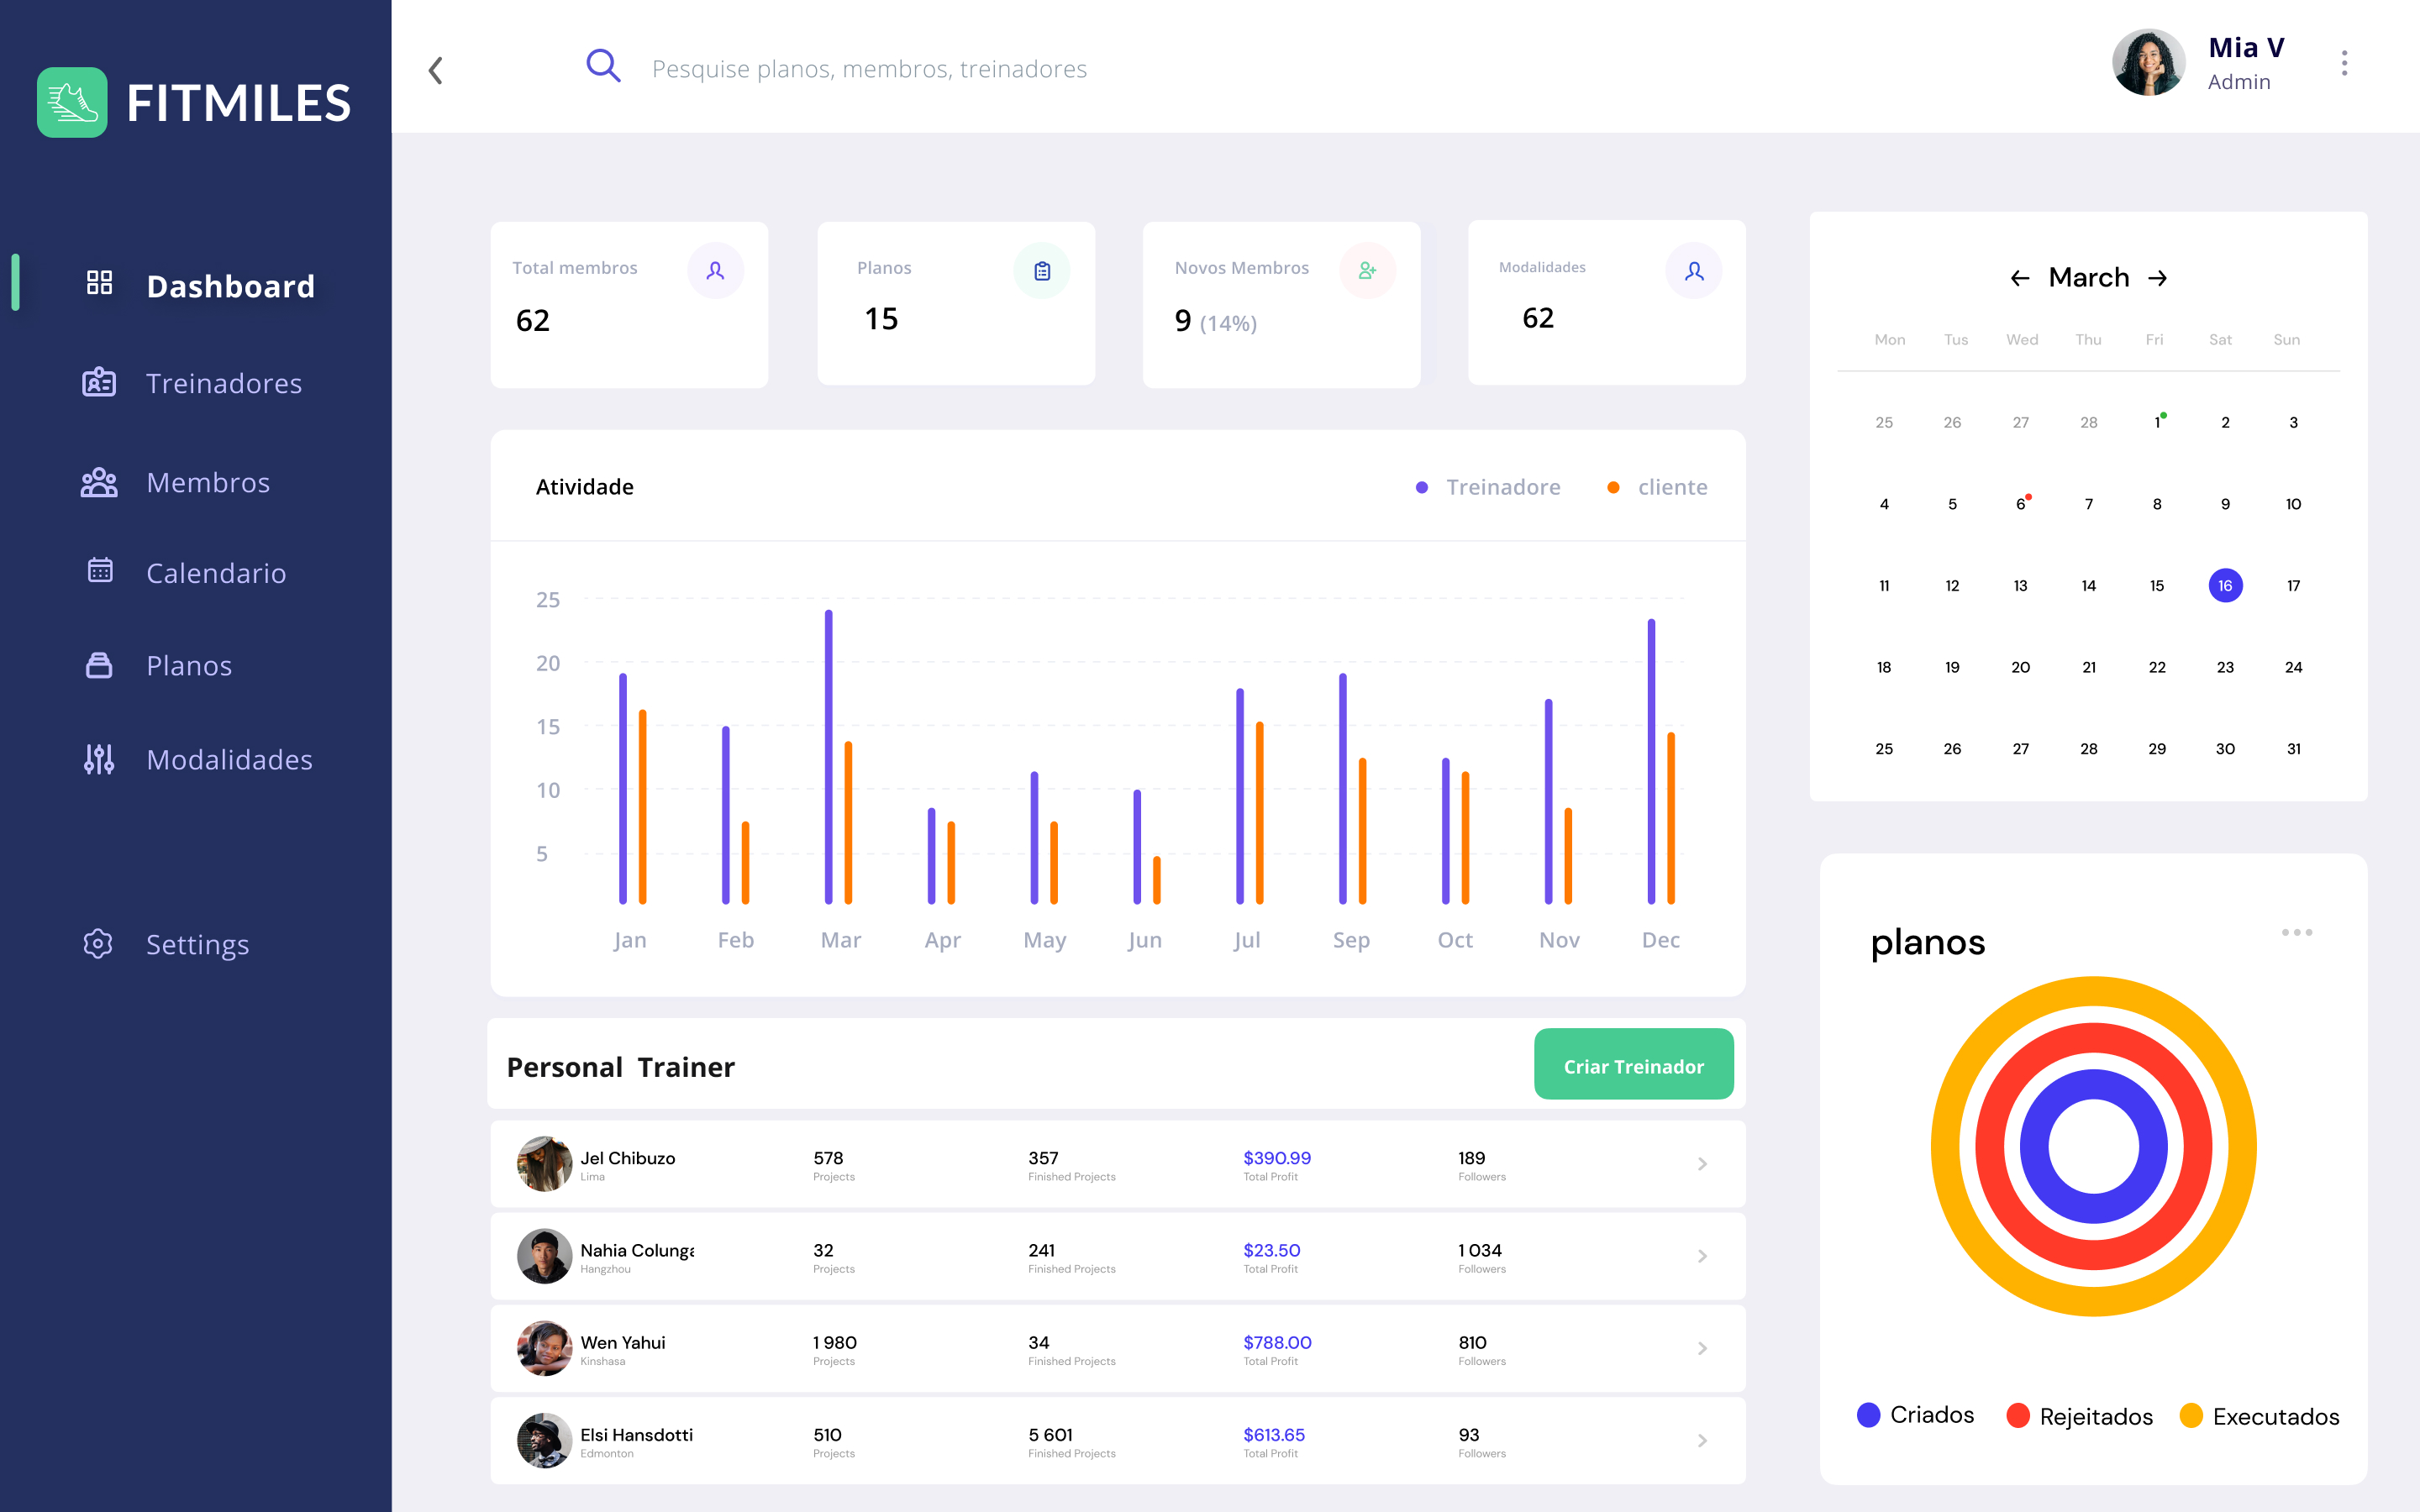 FITMILES
Dashboard
Treinadores
Membros
Calendario
Planos
Modalidades
Settings
Pesquise planos, membros, treinadores
Mia V
Admin
Total membros
62
Planos
15
Novos Membros
9 (14%)
Modalidades
62
Atividade
Treinadore cliente
25
20
15
10
5
Jan Feb Mar Apr May Jun Jul Sep Oct Nov Dec
Personal Trainer
Criar Treinador
Jel Chibuzo 578 357 $390.99 189
Lima Projects Finished Projects Total Profit Followers
Nahia Colunga 32 241 $23.50 1 034
Hangzhou Projects Finished Projects Total Profit Followers
Wen Yahui 1 980 34 $788.00 810
Kinshasa Projects Finished Projects Total Profit Followers
Elsi Hansdotti 510 5 601 $613.65 93
Edmonton Projects Finished Projects Total Profit Followers
March
Mon Tus Wed Thu Fri Sat Sun
25 26 27 28 1 2 3
4 5 6 7 8 9 10
11 12 13 14 15 16 17
18 19 20 21 22 23 24
25 26 27 28 29 30 31
planos
Criados Rejeitados Executados